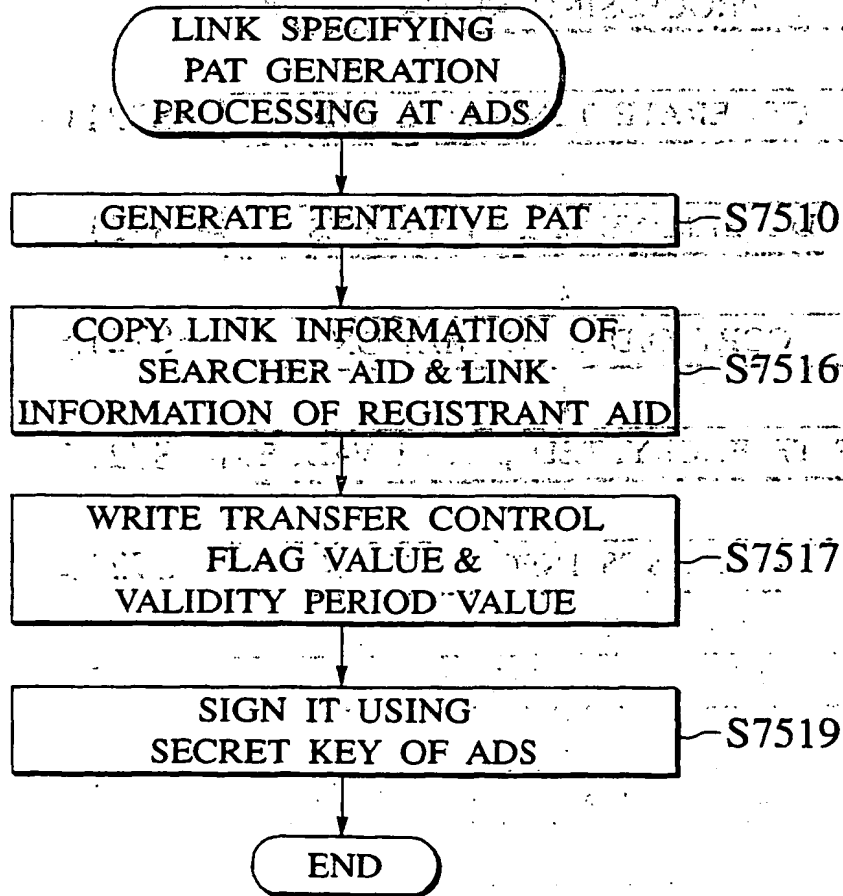 LINK SPECIFYING
PAT GENERATION
PROCESSING AT ADS
GENERATE TENTATIVE PAT
S7510
COPY LINK INFORMATION OF
SEARCHER AID & LINK
INFORMATION OF REGISTRANT AID
S7516
WRITE TRANSFER CONTROL
FLAG VALUE &
VALIDITY PERIOD VALUE
S7517
SIGN IT USING
SECRET KEY OF ADS
S7519
END